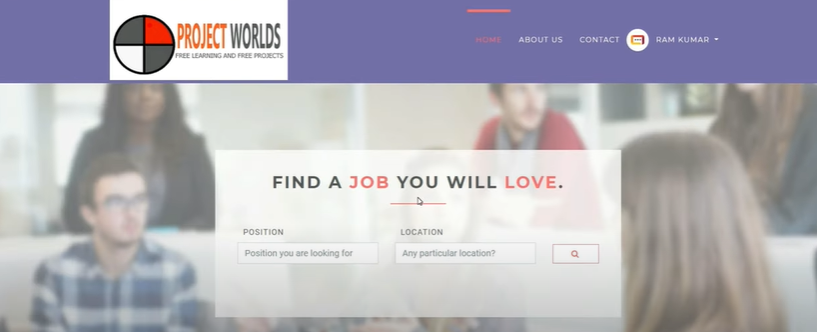 PROJECT WORLDS
FREE LEARNING AND FREE PROJECTS
HOME
ABOUT US
CONTACT
RAM KUMAR
FIND A JOB YOU WILL LOVE.
POSITION
LOCATION
Position you are looking for
Any particular location?